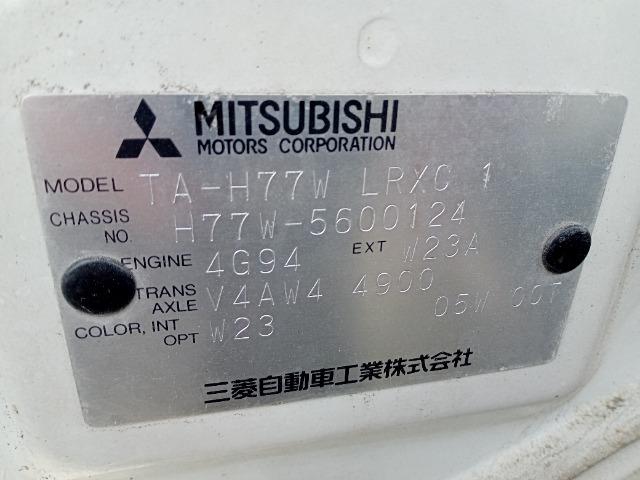 MITSUBISHI
MOTORS CORPORATION
MODEL TA-H77W LRXC 1
CHASSIS NO. H77W-5600124
ENGINE 4G94 EXT W23A
TRANS AXLE V4AW4 4900
COLOR, INT OPT W23 05W 00T
三菱自動車工業株式会社